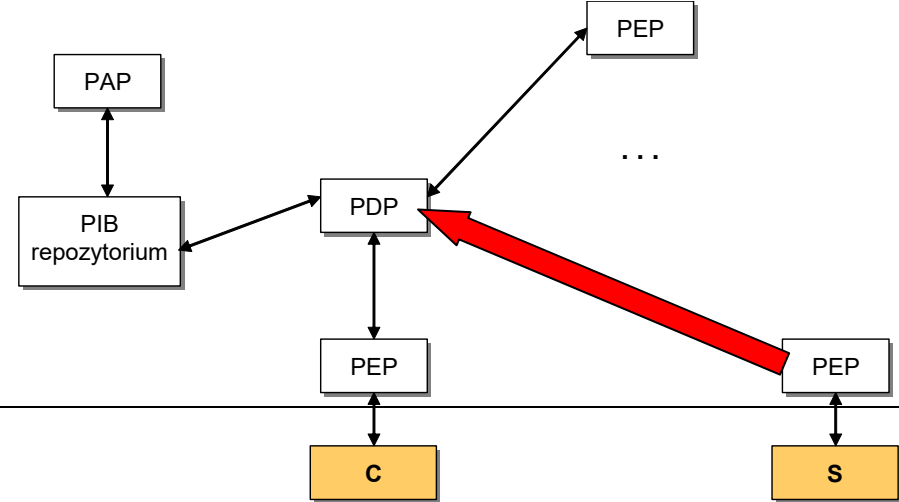 PEP
PAP
. . .
PDP
PIB
repozytorium
PEP
PEP
C
S